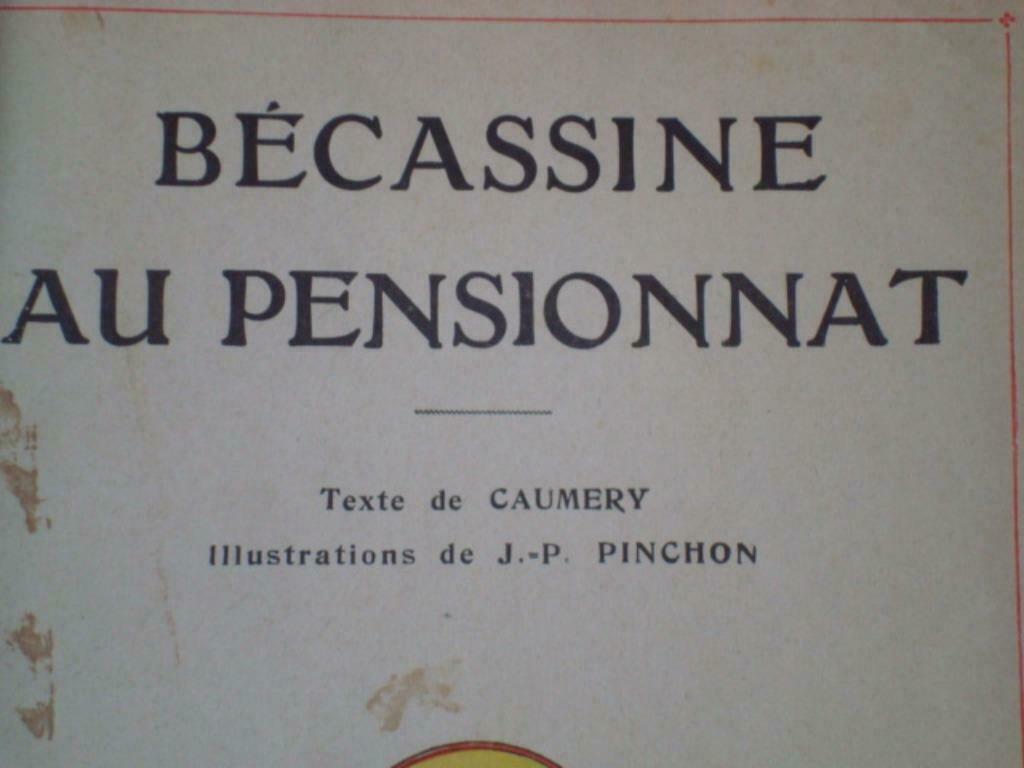 BÉCASSINE
AU PENSIONNAT
Texte de CAUMERY
Illustrations de J.-P. PINCHON